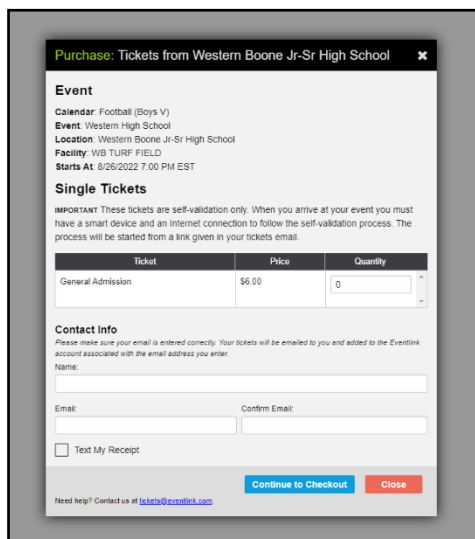 Purchase: Tickets from Western Boone Jr-Sr High School ✖
Event
Calendar: Football (Boys V)
Event: Western High School
Location: Western Boone Jr-Sr High School
Facility: WB TURF FIELD
Starts At: 8/26/2022 7:00 PM EST
Single Tickets
IMPORTANT These tickets are self-validation only. When you arrive at your event you must
have a smart device and an Internet connection to follow the self-validation process. The
process will be started from a link given in your tickets email.
Ticket Price Quantity
General Admission $6.00 0
Contact Info
Please make sure your email is entered correctly. Your tickets will be emailed to you and added to the Eventlink
account associated with the email address you enter.
Name:
Email: Confirm Email:
Text My Receipt
Continue to Checkout Close
Need help? Contact us at tickets@eventlink.com.